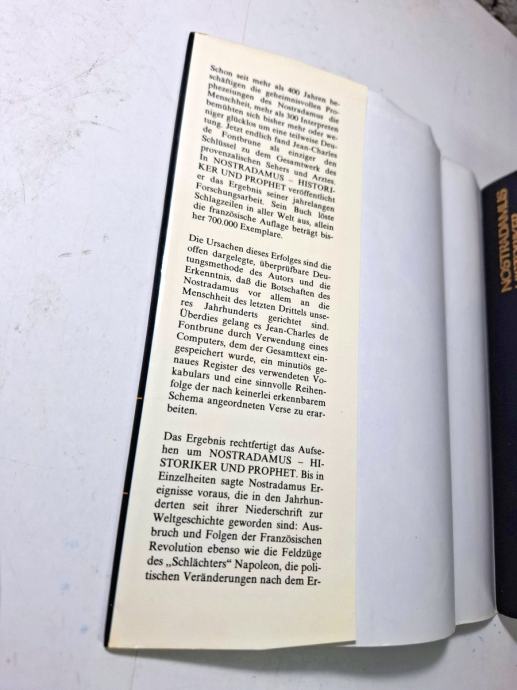 Schon seit mehr als 400 Jahren be-
schäftigen die geheimnisvollen Pro-
phezeiungen des Nostradamus die
Menschheit, mehr als 300 Interpreten
bemühten sich bisher mehr oder we-
niger glücklos um eine teilweise Deu-
tung. Jetzt endlich fand Jean-Charles
de Fontbrune als einziger den
Schlüssel zu dem Gesamtwerk des
provenzalischen Sehers und Arztes.
In NOSTRADAMUS – HISTORI-
KER UND PROPHET veröffentlicht
er das Ergebnis seiner jahrelangen
Forschungsarbeit. Sein Buch löste
Schlagzeilen in aller Welt aus, allein
die französische Auflage beträgt bis-
her 700.000 Exemplare.
Die Ursachen dieses Erfolges sind die
offen dargelegte, überprüfbare Deu-
tungsmethode des Autors und die
Erkenntnis, daß die Botschaften des
Nostradamus vor allem an die
Menschheit des letzten Drittels unse-
res Jahrhunderts gerichtet sind.
Überdies gelang es Jean-Charles de
Fontbrune durch Verwendung eines
Computers, dem der Gesamttext ein-
gespeichert wurde, ein minutiös ge-
naues Register des verwendeten Vo-
kabulars und eine sinnvolle Reihen-
folge der nach keinerlei erkennbarem
Schema angeordneten Verse zu erar-
beiten.
Das Ergebnis rechtfertigt das Aufse-
hen um NOSTRADAMUS – HI-
STORIKER UND PROPHET. Bis in
Einzelheiten sagte Nostradamus Er-
eignisse voraus, die in den Jahrhun-
derten seit ihrer Niederschrift zur
Weltgeschichte geworden sind: Aus-
bruch und Folgen der Französischen
Revolution ebenso wie die Feldzüge
des „Schlächters“ Napoleon, die poli-
tischen Veränderungen nach dem Er-
NOSTRADAMUS